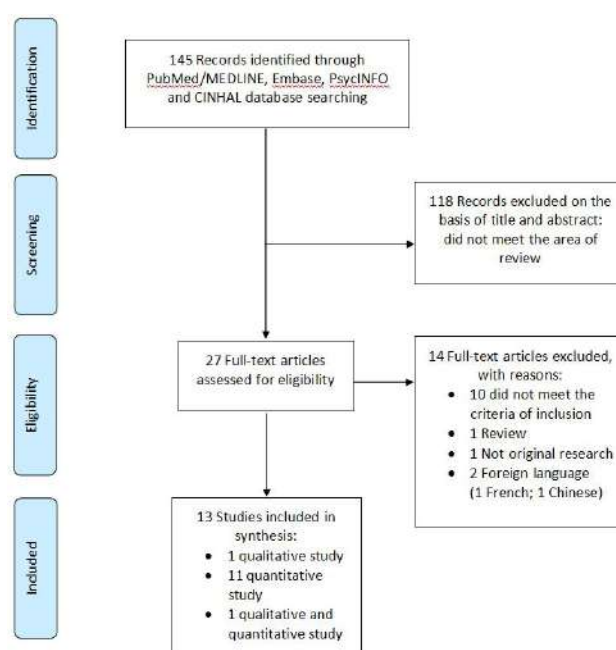 Identification
145 Records identified through
PubMed/MEDLINE, Embase, PsycINFO
and CINHAL database searching
Screening
118 Records excluded on the
basis of title and abstract:
did not meet the area of
review
Eligibility
27 Full-text articles
assessed for eligibility
14 Full-text articles excluded,
with reasons:
• 10 did not meet the
criteria of inclusion
• 1 Review
• 1 Not original research
• 2 Foreign language
(1 French; 1 Chinese)
Included
13 Studies included in
synthesis:
• 1 qualitative study
• 11 quantitative
study
• 1 qualitative and
quantitative study